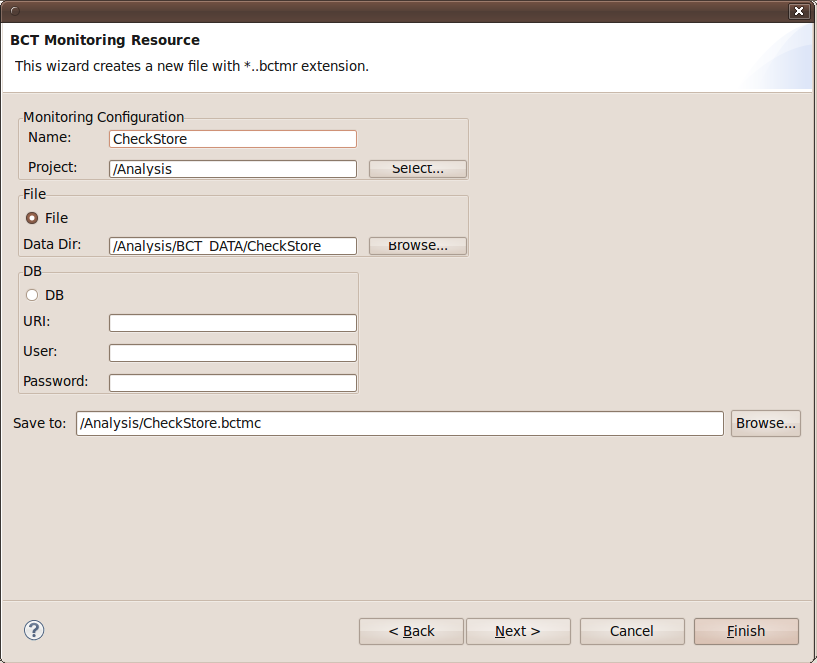 BCT Monitoring Resource
This wizard creates a new file with *..bctmr extension.
Monitoring Configuration
Name: CheckStore
Project: /Analysis Select...
File
File
Data Dir: /Analysis/BCT_DATA/CheckStore Browse...
DB
DB
URI:
User:
Password:
Save to: /Analysis/CheckStore.bctmc Browse...
? < Back Next > Cancel Finish